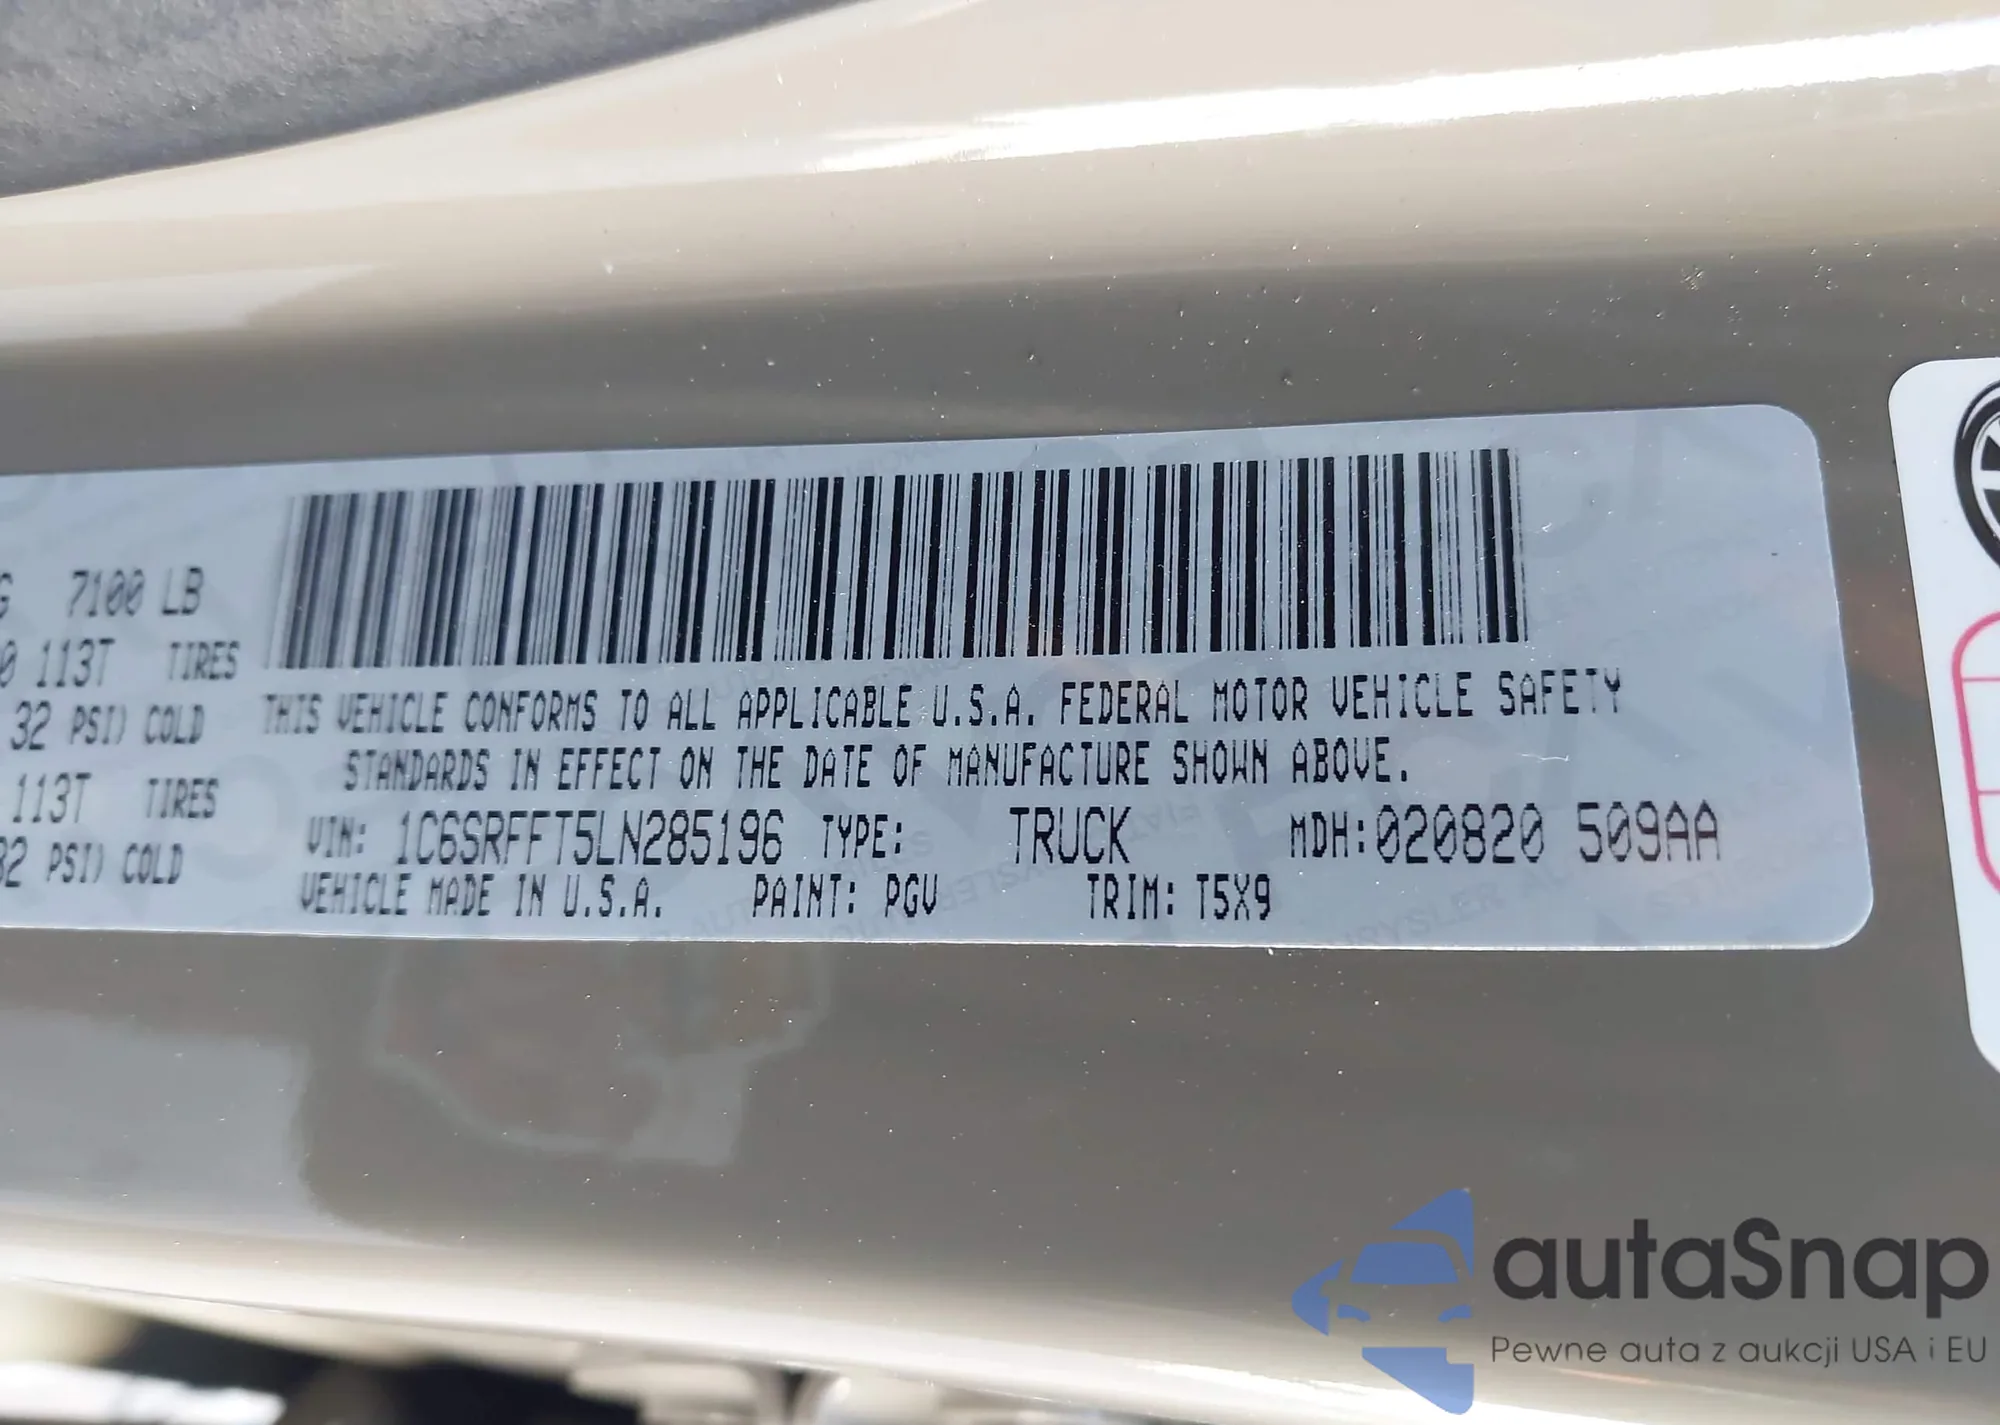 7100 LB
113T TIRES
32 PSI) COLD
113T TIRES
32 PSI) COLD
THIS VEHICLE CONFORMS TO ALL APPLICABLE U.S.A. FEDERAL MOTOR VEHICLE SAFETY
STANDARDS IN EFFECT ON THE DATE OF MANUFACTURE SHOWN ABOVE.
VIN: 1C6SRFFT5LN285196 TYPE: TRUCK MDH:020820 509AA
VEHICLE MADE IN U.S.A. PAINT: PGV TRIM: T5X9
autaSnap
Pewne auta z aukcji USA i EU